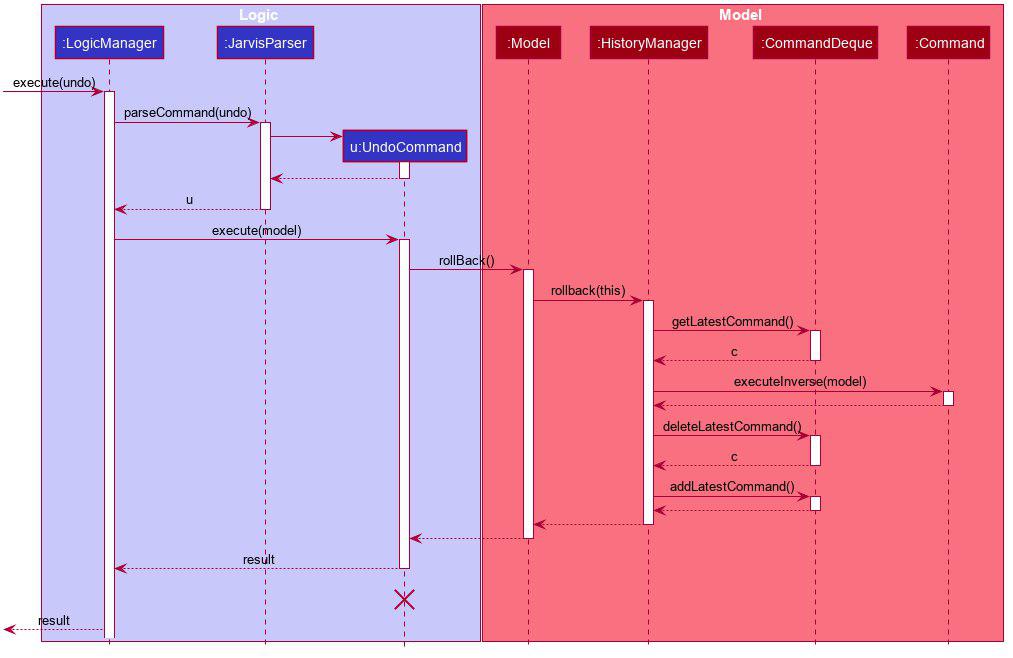 Logic
Model
:LogicManager
:JarvisParser
:Model
:HistoryManager
:CommandDeque
:Command
execute(undo)
parseCommand(undo)
u:UndoCommand
u
execute(model)
rollBack()
rollback(this)
getLatestCommand()
c
executeInverse(model)
deleteLatestCommand()
c
addLatestCommand()
result
result